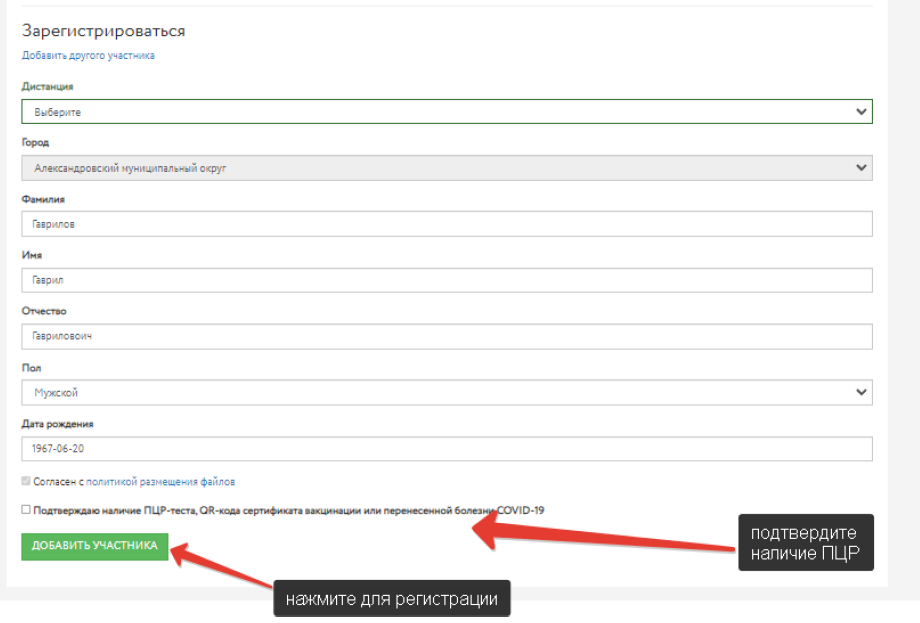 Зарегистрироваться
Добавить другого участника
Дистанция
Выберите
Город
Александровский муниципальный округ
Фамилия
Гаврилов
Имя
Гаврил
Отчество
Гавриловоич
Пол
Мужской
Дата рождения
1967-06-20
Согласен с политикой размещения файлов
Подтверждаю наличие ПЦР-теста, QR-кода сертификата вакцинации или перенесенной болезни COVID-19
подтвердите
наличие ПЦР
ДОБАВИТЬ УЧАСТНИКА
нажмите для регистрации